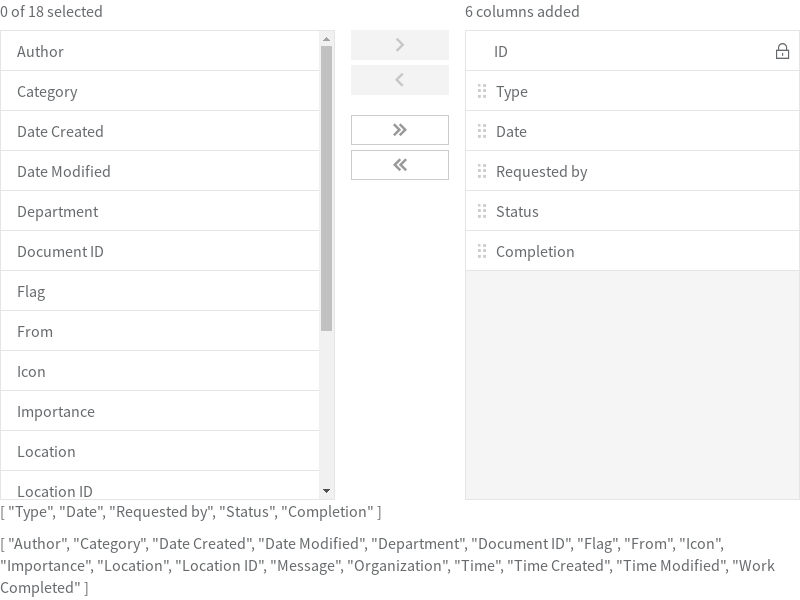 0 of 18 selected
6 columns added
Author
Category
Date Created
Date Modified
Department
Document ID
Flag
From
Icon
Importance
Location
Location ID
ID
Type
Date
Requested by
Status
Completion
[ "Type", "Date", "Requested by", "Status", "Completion" ]
[ "Author", "Category", "Date Created", "Date Modified", "Department", "Document ID", "Flag", "From", "Icon",
"Importance", "Location", "Location ID", "Message", "Organization", "Time", "Time Created", "Time Modified", "Work
Completed" ]